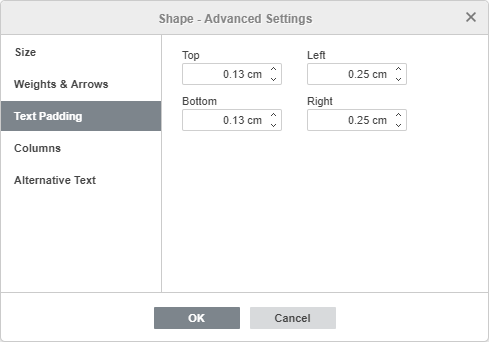 Shape - Advanced Settings
Size
Weights & Arrows
Text Padding
Columns
Alternative Text
Top Left
0.13 cm 0.25 cm
Bottom Right
0.13 cm 0.25 cm
OK Cancel